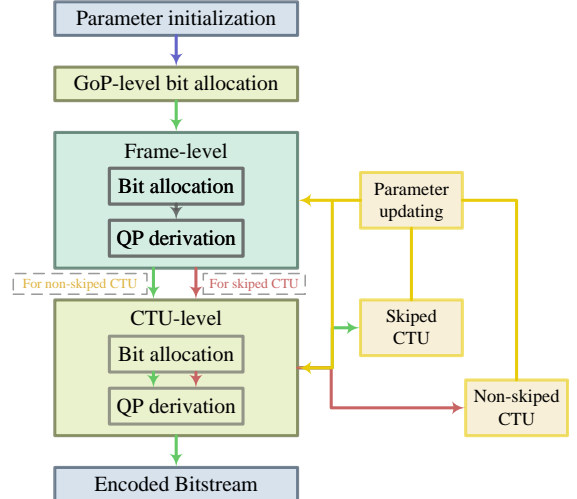 Parameter initialization
GoP-level bit allocation
Frame-level
Bit allocation
QP derivation
Parameter
updating
For non-skiped CTU
For skiped CTU
CTU-level
Bit allocation
QP derivation
Skiped
CTU
Non-skiped
CTU
Encoded Bitstream